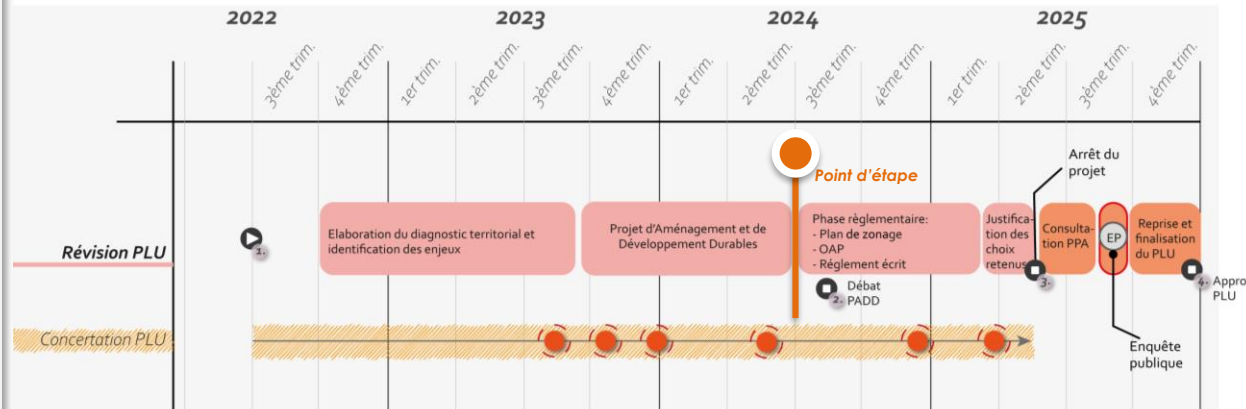 2022
2023
2024
2025
3ème trim.
4ème trim.
1er trim.
2ème trim.
3ème trim.
4ème trim.
1er trim.
2ème trim.
3ème trim.
4ème trim.
1er trim.
2ème trim.
3ème trim.
4ème trim.
Point d'étape
Arrêt du
projet
Révision PLU
1.
Elaboration du diagnostic territorial et
identification des enjeux
Projet d'Aménagement et de
Développement Durables
Phase règlementaire:
- Plan de zonage
- OAP
- Réglement écrit
Justifica-
tion des
choix
retenus
Consulta-
tion PPA
EP
Reprise et
finalisation
du PLU
2.
Débat
PADD
3.
4.
Appro
PLU
Concertation PLU
Enquête
publique